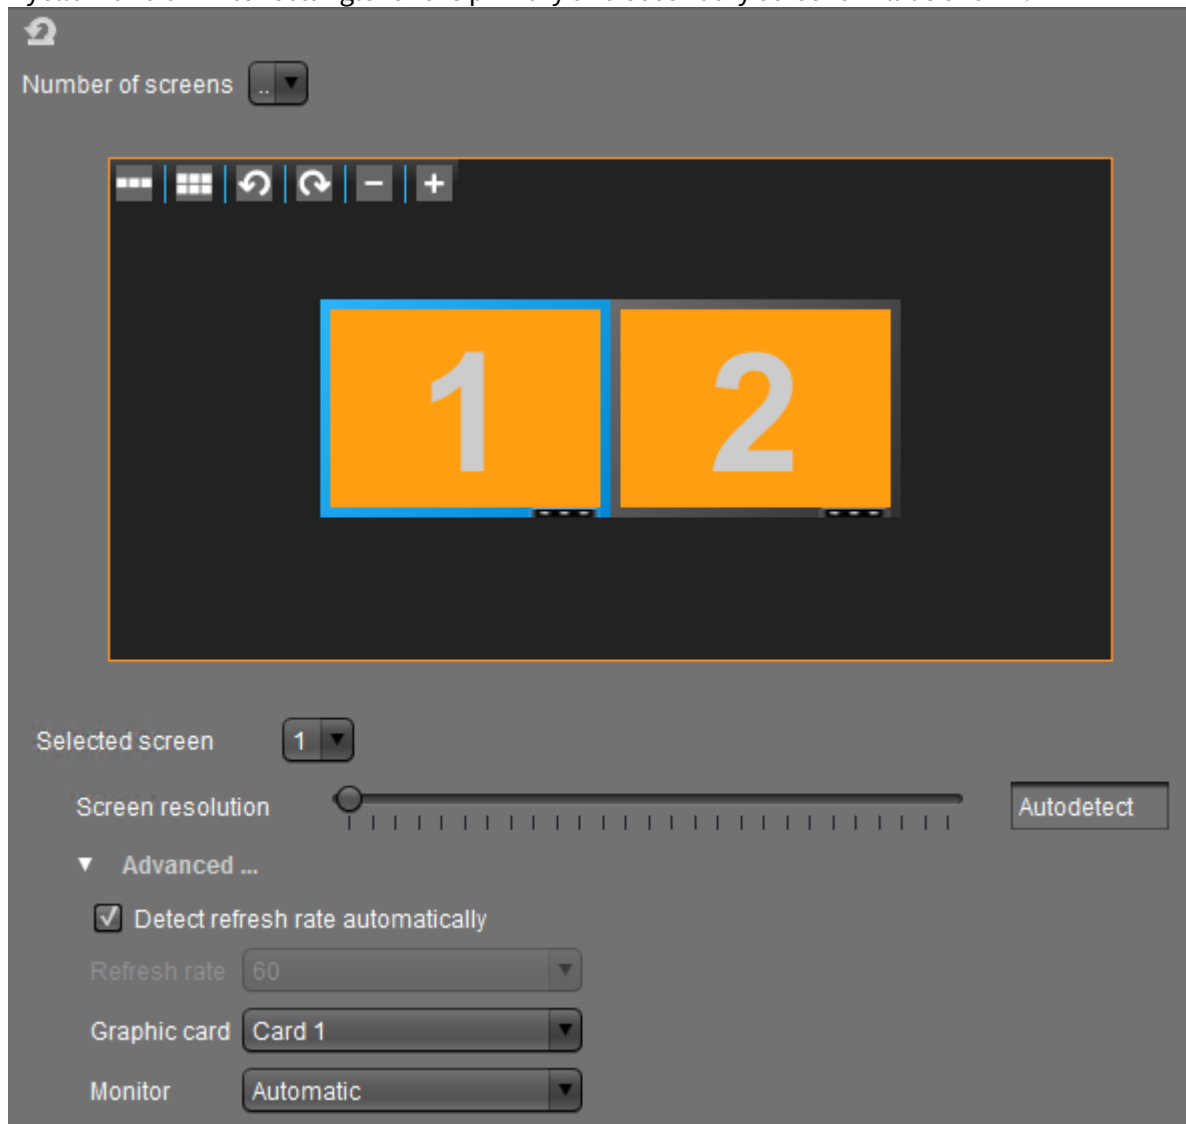 Number of screens ..
1 2
Selected screen 1
Screen resolution Autodetect
Advanced ...
Detect refresh rate automatically
Refresh rate 60
Graphic card Card 1
Monitor Automatic